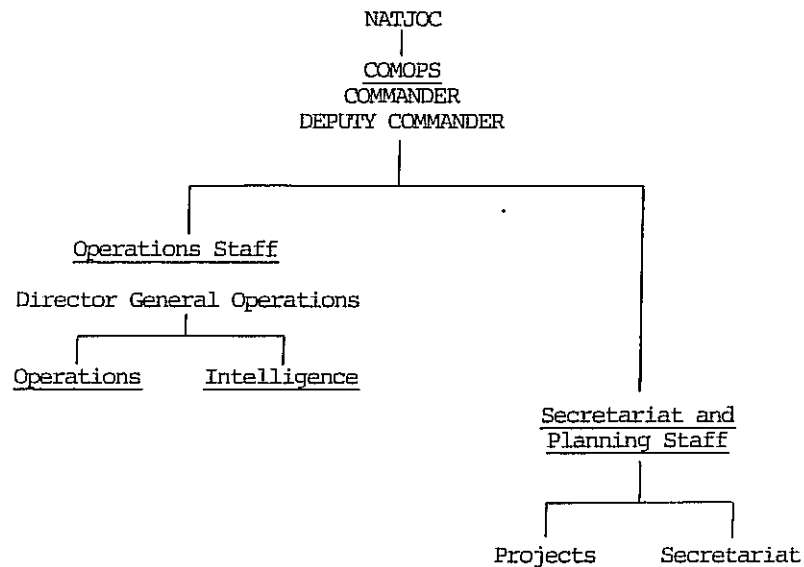 NATJOC
COMOPS
COMMANDER
DEPUTY COMMANDER
Operations Staff
Director General Operations
Operations Intelligence
Secretariat and
Planning Staff
Projects Secretariat